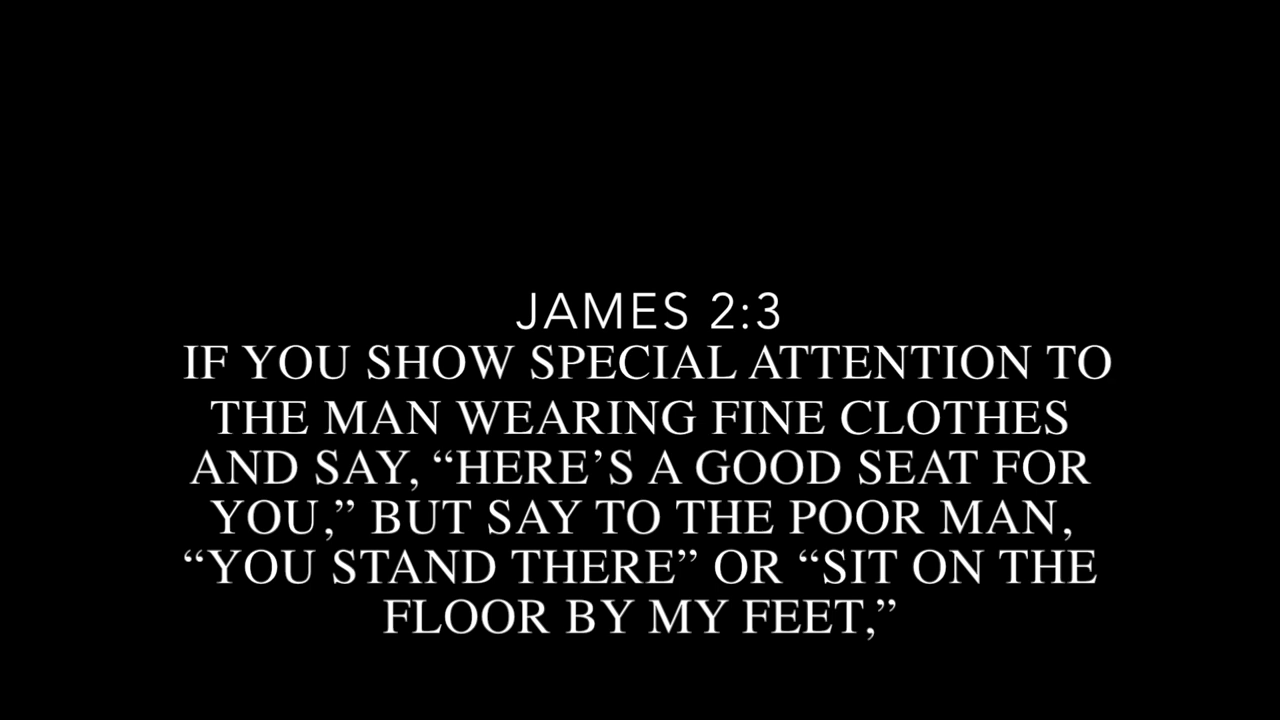 JAMES 2:3
IF YOU SHOW SPECIAL ATTENTION TO
THE MAN WEARING FINE CLOTHES
AND SAY, “HERE’S A GOOD SEAT FOR
YOU,” BUT SAY TO THE POOR MAN,
“YOU STAND THERE” OR “SIT ON THE
FLOOR BY MY FEET,”